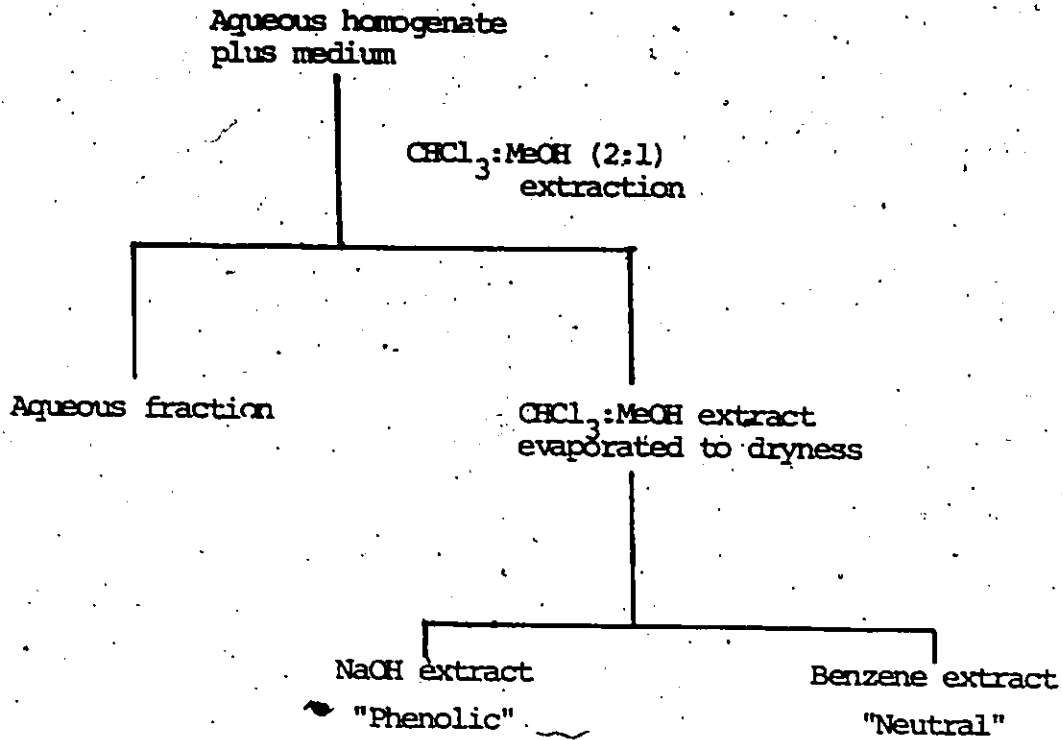 Aqueous homogenate
plus medium
CHCl3:MeOH (2:1)
extraction
Aqueous fraction
CHCl3:MeOH extract
evaporated to dryness
NaOH extract
"Phenolic"
Benzene extract
"Neutral"